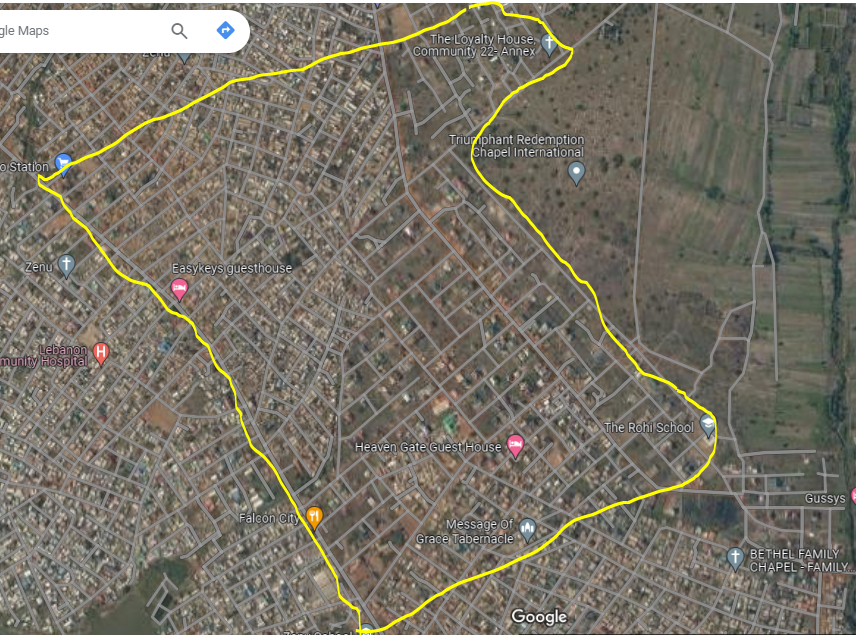 gle Maps
The Loyalty House,
Community 22- Annex
Triumphant Redemption
Chapel International
o Station
Zenu
Easykeys guesthouse
Lebanon
munity Hospital
The Rohi School
Heaven Gate Guest House
Gussys
Falcon City
Message Of
Grace Tabernacle
BETHEL FAMILY
CHAPEL - FAMILY...
Google